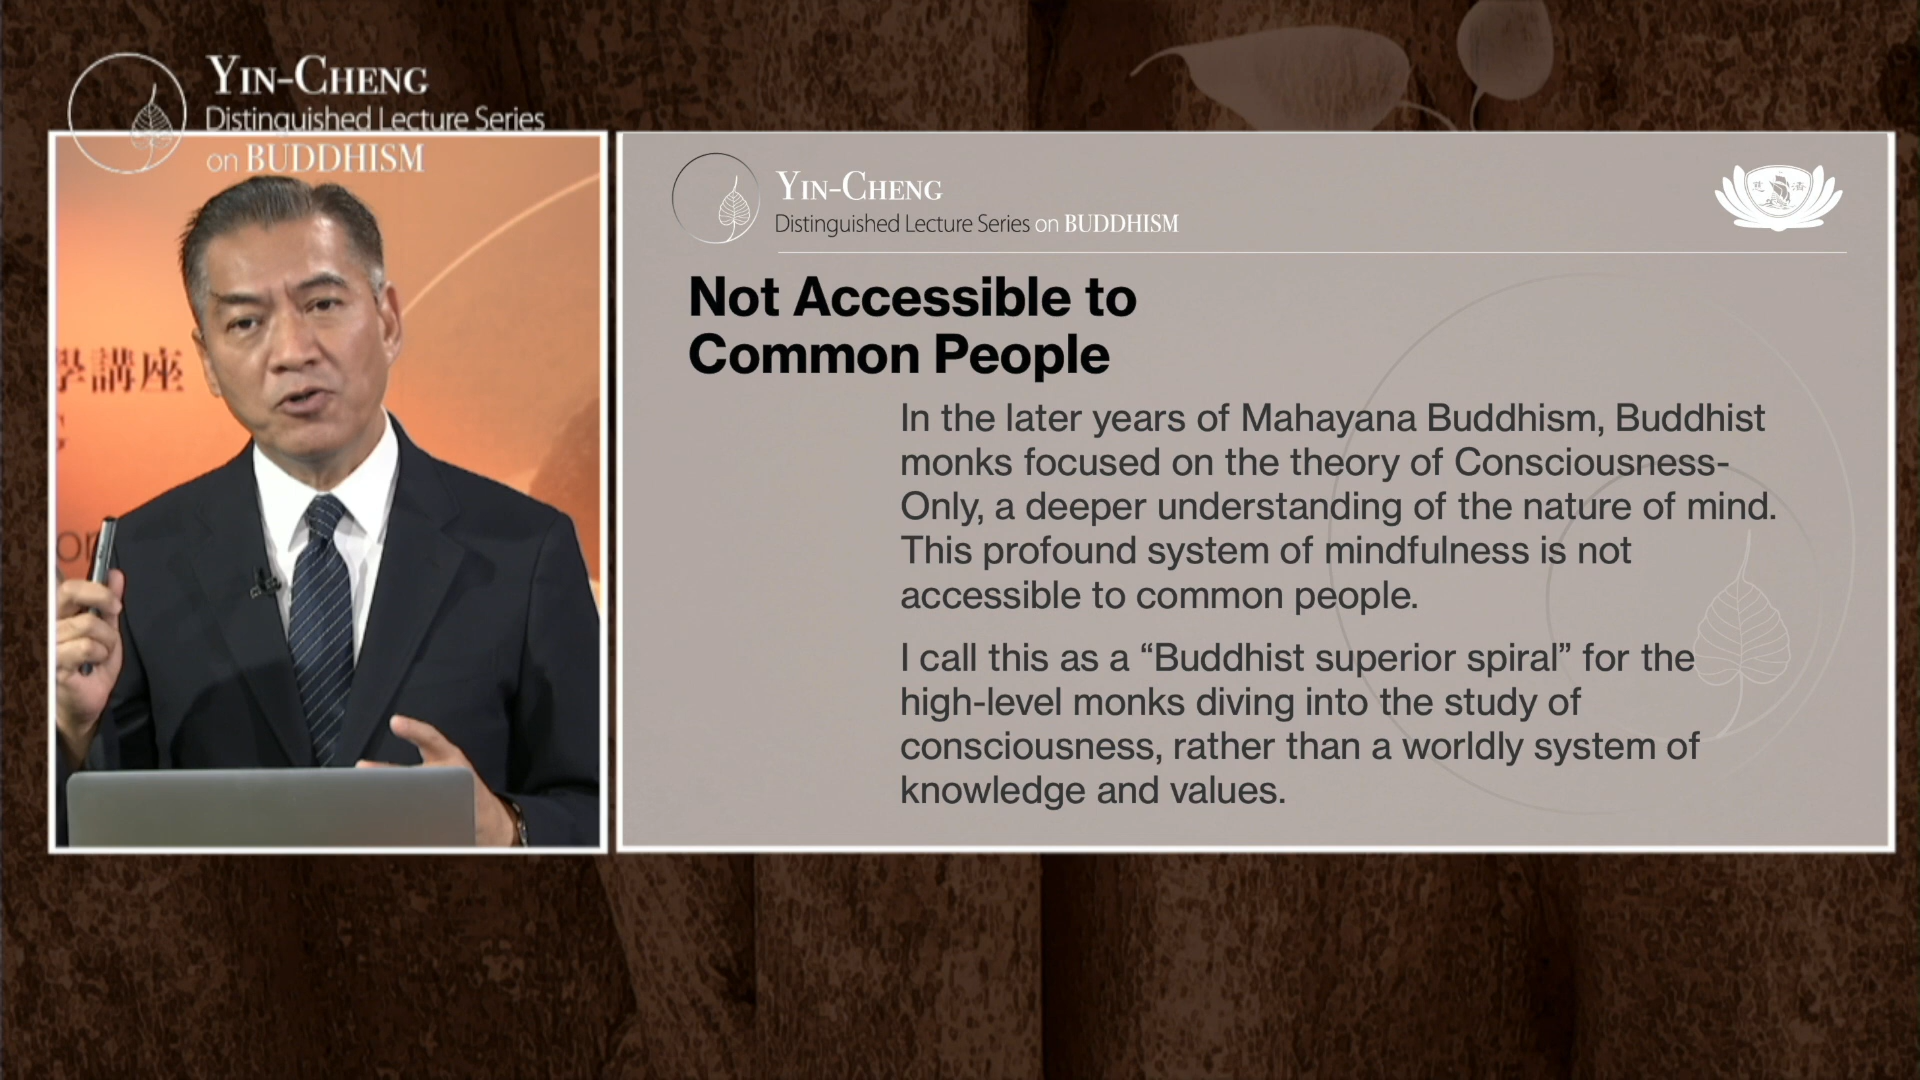 YIN-CHENG
Distinguished Lecture Series
on BUDDHISM
學講座
or
YIN-CHENG
Distinguished Lecture Series on BUDDHISM
慈濟
Not Accessible to
Common People
In the later years of Mahayana Buddhism, Buddhist
monks focused on the theory of Consciousness-
Only, a deeper understanding of the nature of mind.
This profound system of mindfulness is not
accessible to common people.
I call this as a “Buddhist superior spiral” for the
high-level monks diving into the study of
consciousness, rather than a worldly system of
knowledge and values.